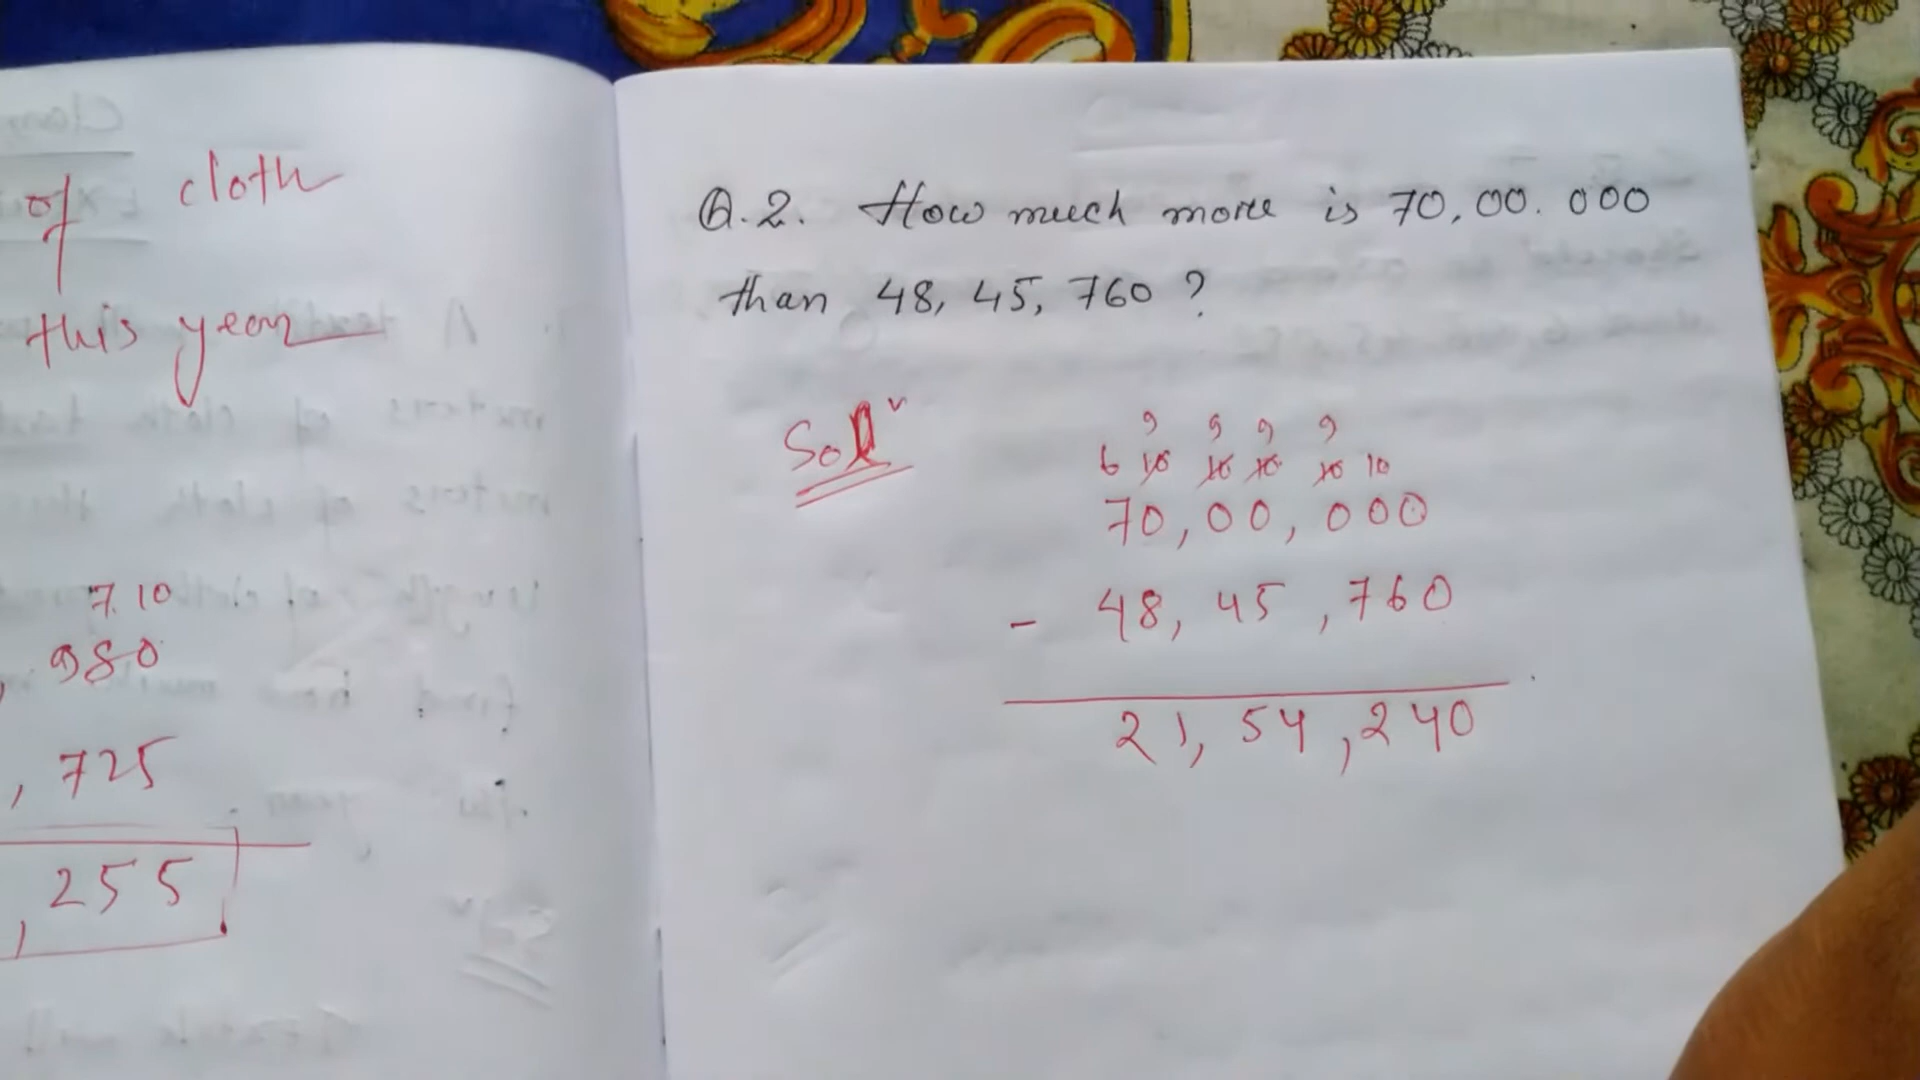 of cloth
this year
7 10
980
, 725
, 255
Q.2. How much more is 70,00.000
than 48,45,760 ?
Sol
9 9 9 9
6 10 10 10 10 10
70,00,000
- 48,45,760
21,54,240